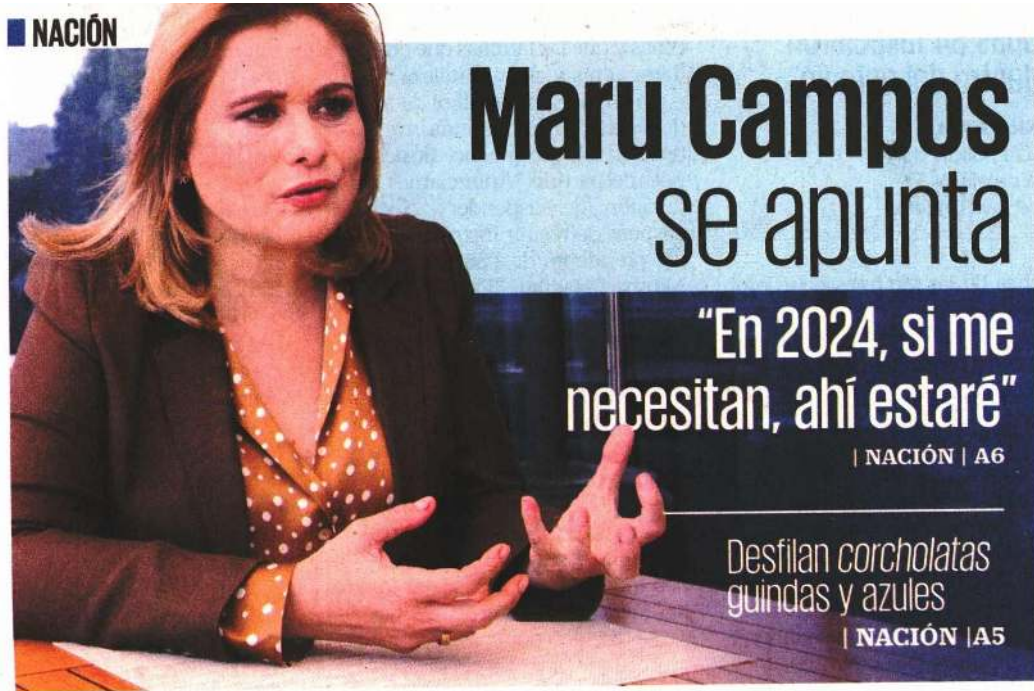 NACIÓN
Maru Campos
se apunta
“En 2024, si me
necesitan, ahí estaré”
| NACIÓN | A6
Desfilan corcholatas
guindas y azules
| NACIÓN |A5